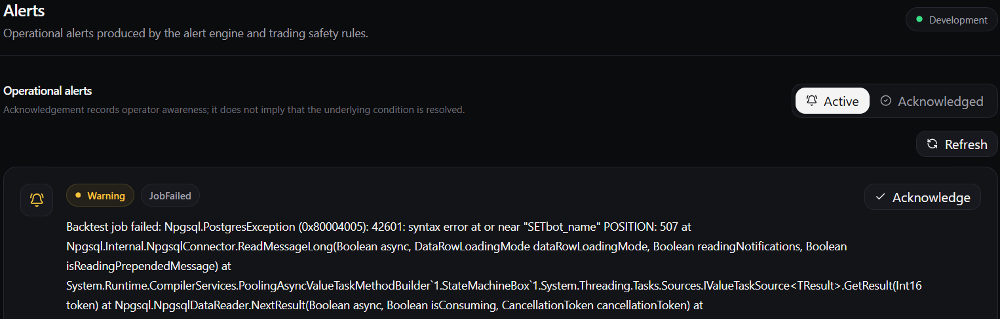 Alerts
Operational alerts produced by the alert engine and trading safety rules.
Development
Operational alerts
Acknowledgement records operator awareness; it does not imply that the underlying condition is resolved.
Active
Acknowledged
Refresh
Warning
JobFailed
Acknowledge
Backtest job failed: Npgsql.PostgresException (0x80004005): 42601: syntax error at or near "SETbot_name" POSITION: 507 at
Npgsql.Internal.NpgsqlConnector.ReadMessageLong(Boolean async, DataRowLoadingMode dataRowLoadingMode, Boolean readingNotifications, Boolean
isReadingPrependedMessage) at
System.Runtime.CompilerServices.PoolingAsyncValueTaskMethodBuilder`1.StateMachineBox`1.System.Threading.Tasks.Sources.IValueTaskSource<TResult>.GetResult(Int16
token) at Npgsql.NpgsqlDataReader.NextResult(Boolean async, Boolean isConsuming, CancellationToken cancellationToken) at